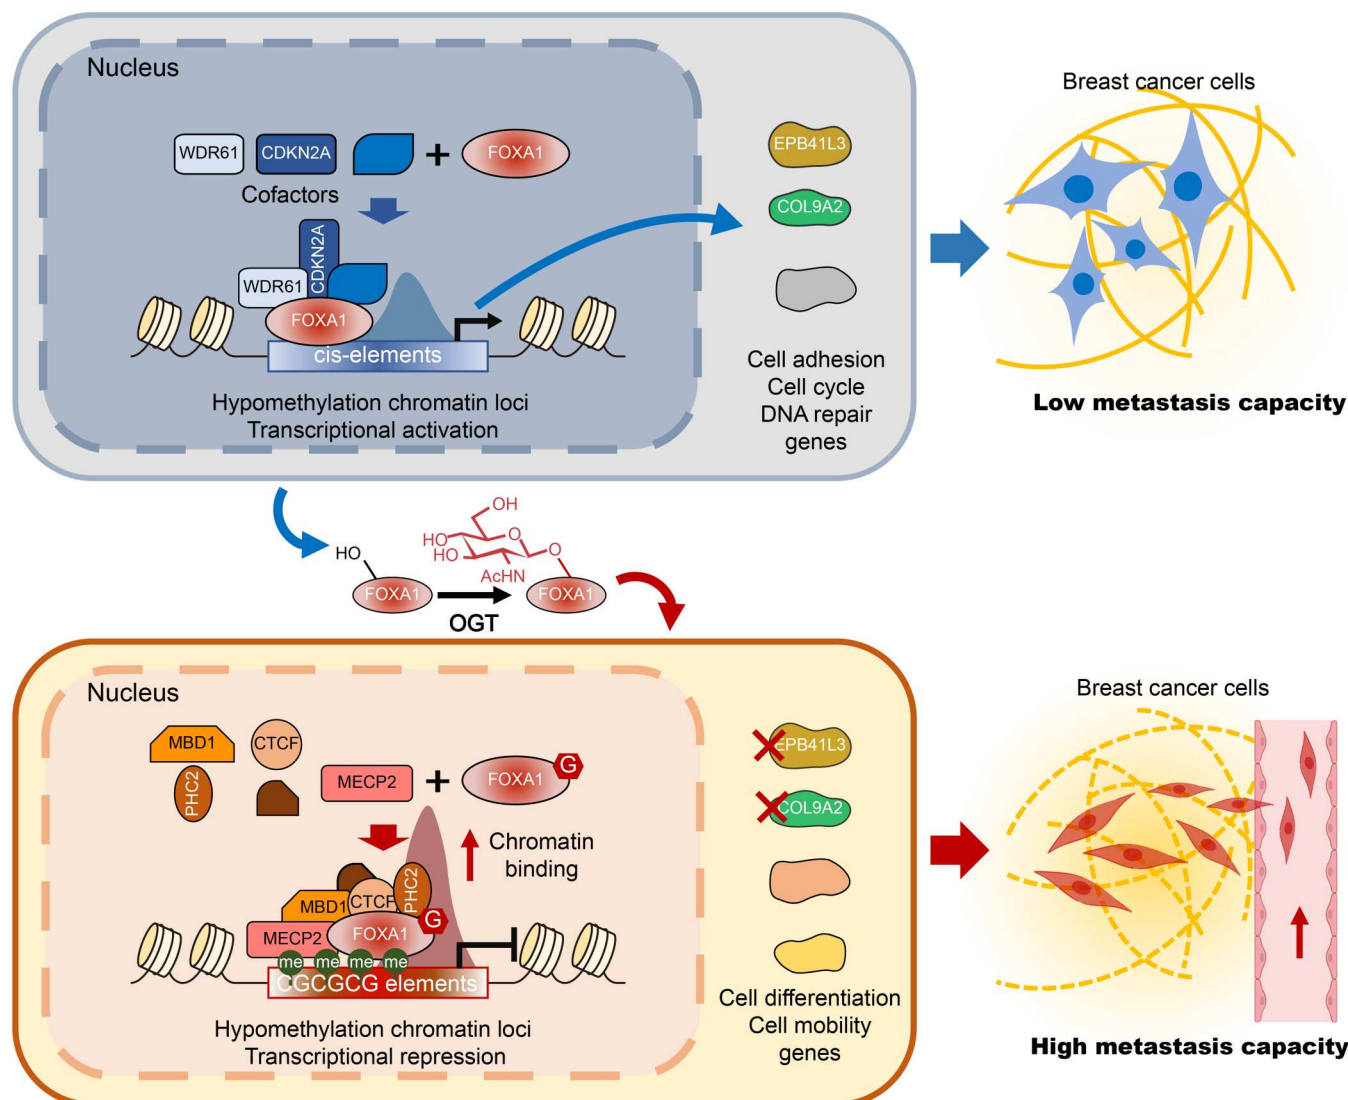 Nucleus
WDR61
CDKN2A
+
FOXA1
Cofactors
CDKN2A
WDR61
FOXA1
cis-elements
Hypomethylation chromatin loci
Transcriptional activation
EPB41L3
COL9A2
Cell adhesion
Cell cycle
DNA repair
genes
Breast cancer cells
Low metastasis capacity
HO
FOXA1
OGT
OH
HO
HO
O
O
AcHN
FOXA1
Nucleus
MBD1
CTCF
PHC2
MECP2
+
FOXA1
G
Chromatin
binding
MBD1
CTCF
PHC2
MECP2
FOXA1
G
me
me
me
me
CGCGCG elements
Hypomethylation chromatin loci
Transcriptional repression
EPB41L3
COL9A2
Cell differentiation
Cell mobility
genes
Breast cancer cells
High metastasis capacity